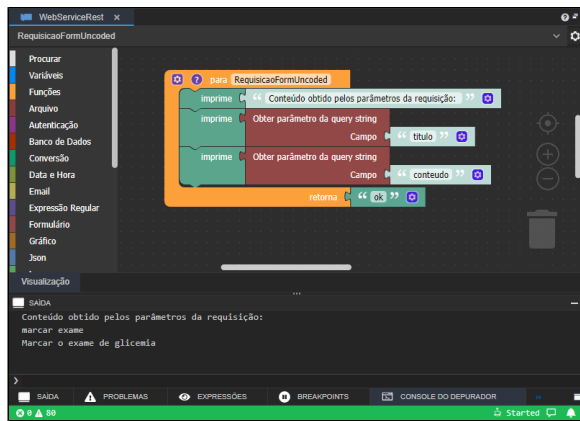 WebServiceRest ×
RequisicaoFormUncoded
Procurar
Variáveis
Funções
Arquivo
Autenticação
Banco de Dados
Conversão
Data e Hora
Email
Expressão Regular
Formulário
Gráfico
Json
? para RequisicaoFormUncoded
imprime “ Conteúdo obtido pelos parâmetros da requisição: ”
imprime Obter parâmetro da query string
Campo “ titulo ”
imprime Obter parâmetro da query string
Campo “ conteudo ”
retorna “ ok ”
Visualização
SAÍDA
Conteúdo obtido pelos parâmetros da requisição:
marcar exame
Marcar o exame de glicemia
>
SAÍDA PROBLEMAS EXPRESSÕES BREAKPOINTS CONSOLE DO DEPURADOR »
0 80 Started